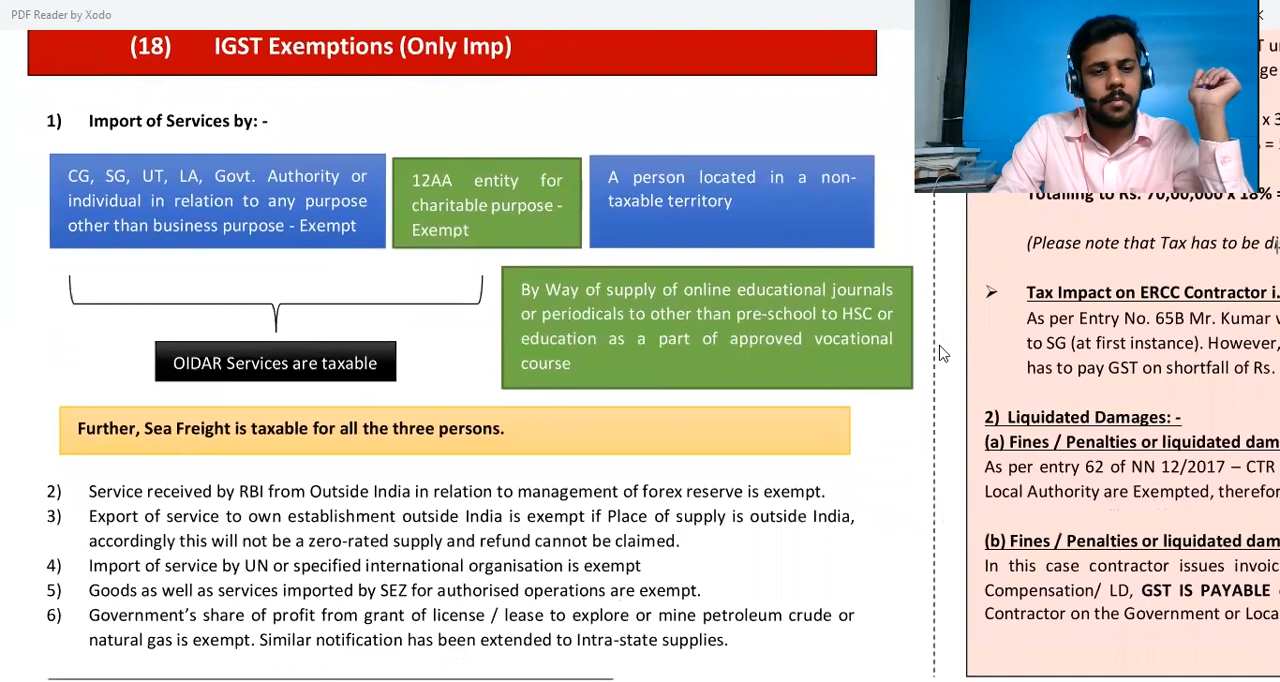 PDF Reader by Xodo
(18) IGST Exemptions (Only Imp)
1) Import of Services by: -
CG, SG, UT, LA, Govt. Authority or
individual in relation to any purpose
other than business purpose - Exempt
12AA entity for
charitable purpose -
Exempt
A person located in a non-
taxable territory
By Way of supply of online educational journals
or periodicals to other than pre-school to HSC or
education as a part of approved vocational
course
OIDAR Services are taxable
Further, Sea Freight is taxable for all the three persons.
2) Service received by RBI from Outside India in relation to management of forex reserve is exempt.
3) Export of service to own establishment outside India is exempt if Place of supply is outside India,
accordingly this will not be a zero-rated supply and refund cannot be claimed.
4) Import of service by UN or specified international organisation is exempt
5) Goods as well as services imported by SEZ for authorised operations are exempt.
6) Government's share of profit from grant of license / lease to explore or mine petroleum crude or
natural gas is exempt. Similar notification has been extended to Intra-state supplies.
Totalling to Rs. 70,00,000 x 18% =
(Please note that Tax has to be
➢ Tax Impact on ERCC Contractor i.
As per Entry No. 65B Mr. Kumar
to SG (at first instance). However,
has to pay GST on shortfall of Rs.
2) Liquidated Damages: -
(a) Fines / Penalties or liquidated dam
As per entry 62 of NN 12/2017 – CTR
Local Authority are Exempted,
(b) Fines / Penalties or liquidated dam
In this case contractor issues
Compensation/ LD, GST IS PAYABLE
Contractor on the Government or